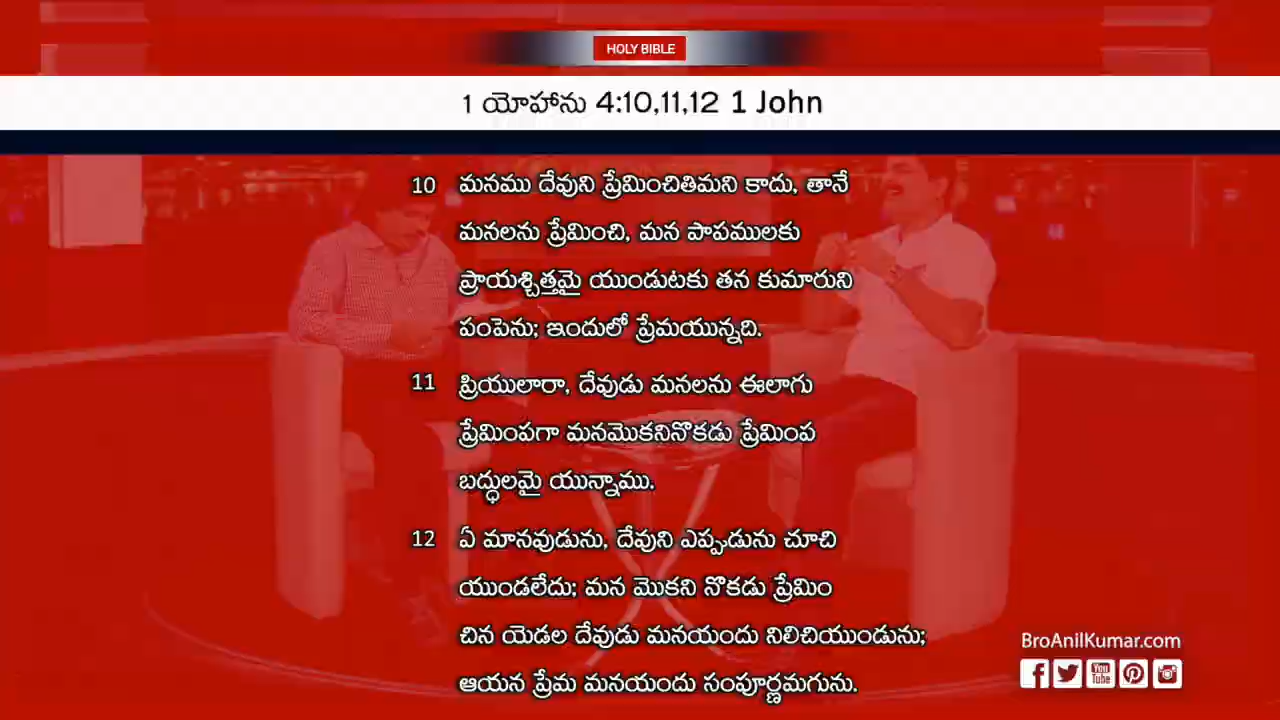 HOLY BIBLE
1 యోహాను 4:10,11,12 1 John
10 మనము దేవుని ప్రేమించితిమని కాదు, తానే
మనలను ప్రేమించి, మన పాపములకు
ప్రాయశ్చిత్తమై యుండుటకు తన కుమారుని
పంపెను; ఇందులో ప్రేమయున్నది.
11 ప్రియులారా, దేవుడు మనలను ఈలాగు
ప్రేమింపగా మనమొకనినొకడు ప్రేమింప
బద్ధులమై యున్నాము.
12 ఏ మానవుడును, దేవుని ఎప్పుడును చూచి
యుండలేదు; మన మొకని నొకడు ప్రేమిం
చిన యెడల దేవుడు మనయందు నిలిచియుండును;
ఆయన ప్రేమ మనయందు సంపూర్ణమగును.
BroAnilKumar.com
You Tube